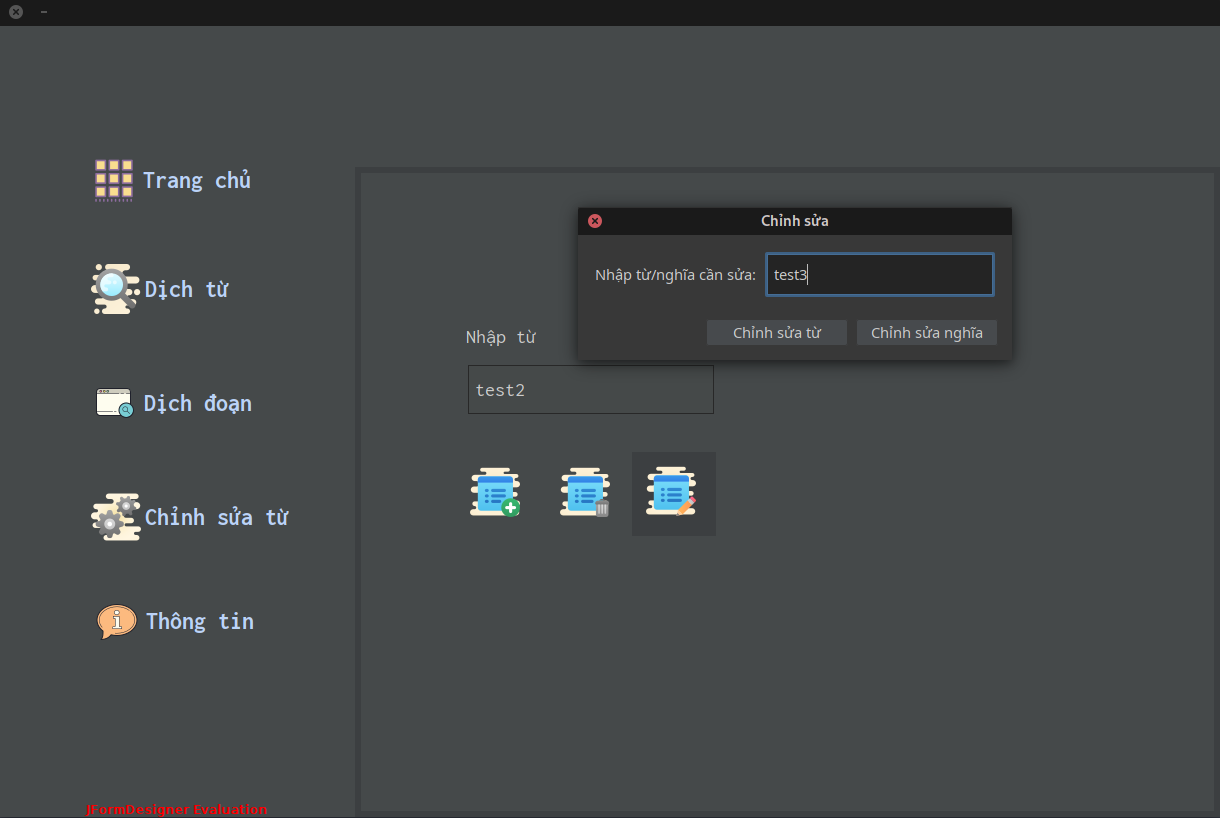 Trang chủ
Dịch từ
Dịch đoạn
Chỉnh sửa từ
Thông tin
Chỉnh sửa
Nhập từ/nghĩa cần sửa:
test3
Chỉnh sửa từ
Chỉnh sửa nghĩa
Nhập từ
test2
JFormDesigner Evaluation